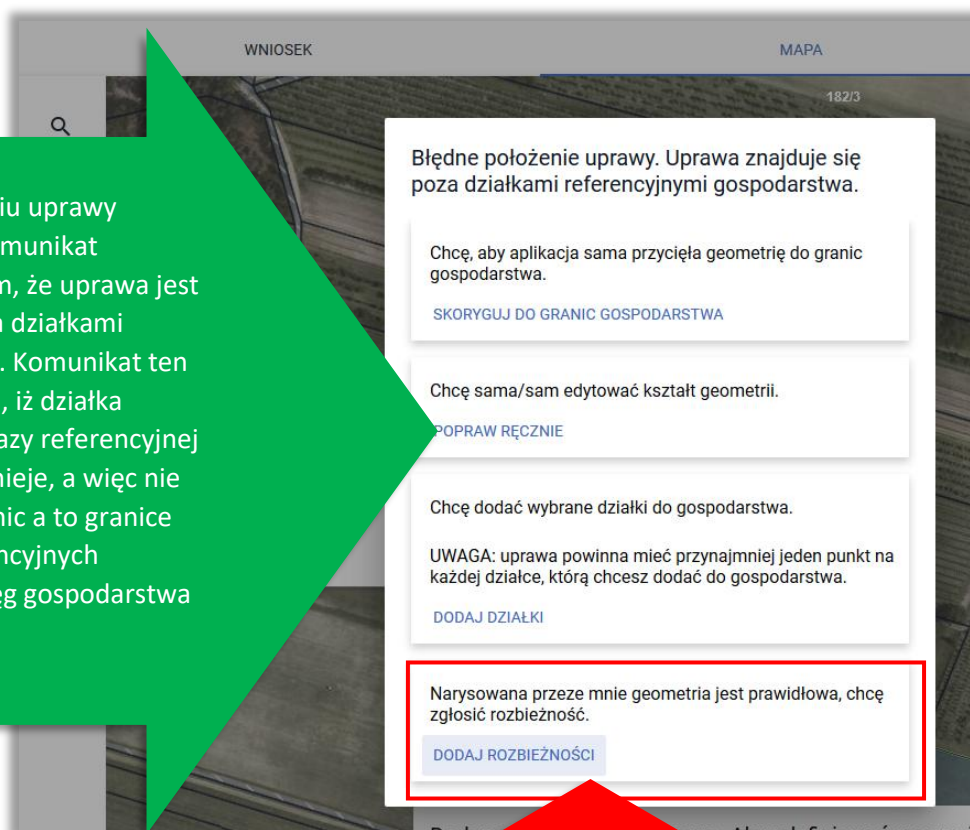 WNIOSEK
MAPA
182/3
iu uprawy
munikat
m, że uprawa jest
działkami
. Komunikat ten
, iż działka
azy referencyjnej
nieje, a więc nie
nic a to granice
ncyjnych
ęg gospodarstwa
Błędne położenie uprawy. Uprawa znajduje się
poza działkami referencyjnymi gospodarstwa.
Chcę, aby aplikacja sama przycięła geometrię do granic
gospodarstwa.
SKORYGUJ DO GRANIC GOSPODARSTWA
Chcę sama/sam edytować kształt geometrii.
POPRAW RĘCZNIE
Chcę dodać wybrane działki do gospodarstwa.
UWAGA: uprawa powinna mieć przynajmniej jeden punkt na
każdej działce, którą chcesz dodać do gospodarstwa.
DODAJ DZIAŁKI
Narysowana przeze mnie geometria jest prawidłowa, chcę
zgłosić rozbieżność.
DODAJ ROZBIEŻNOŚCI